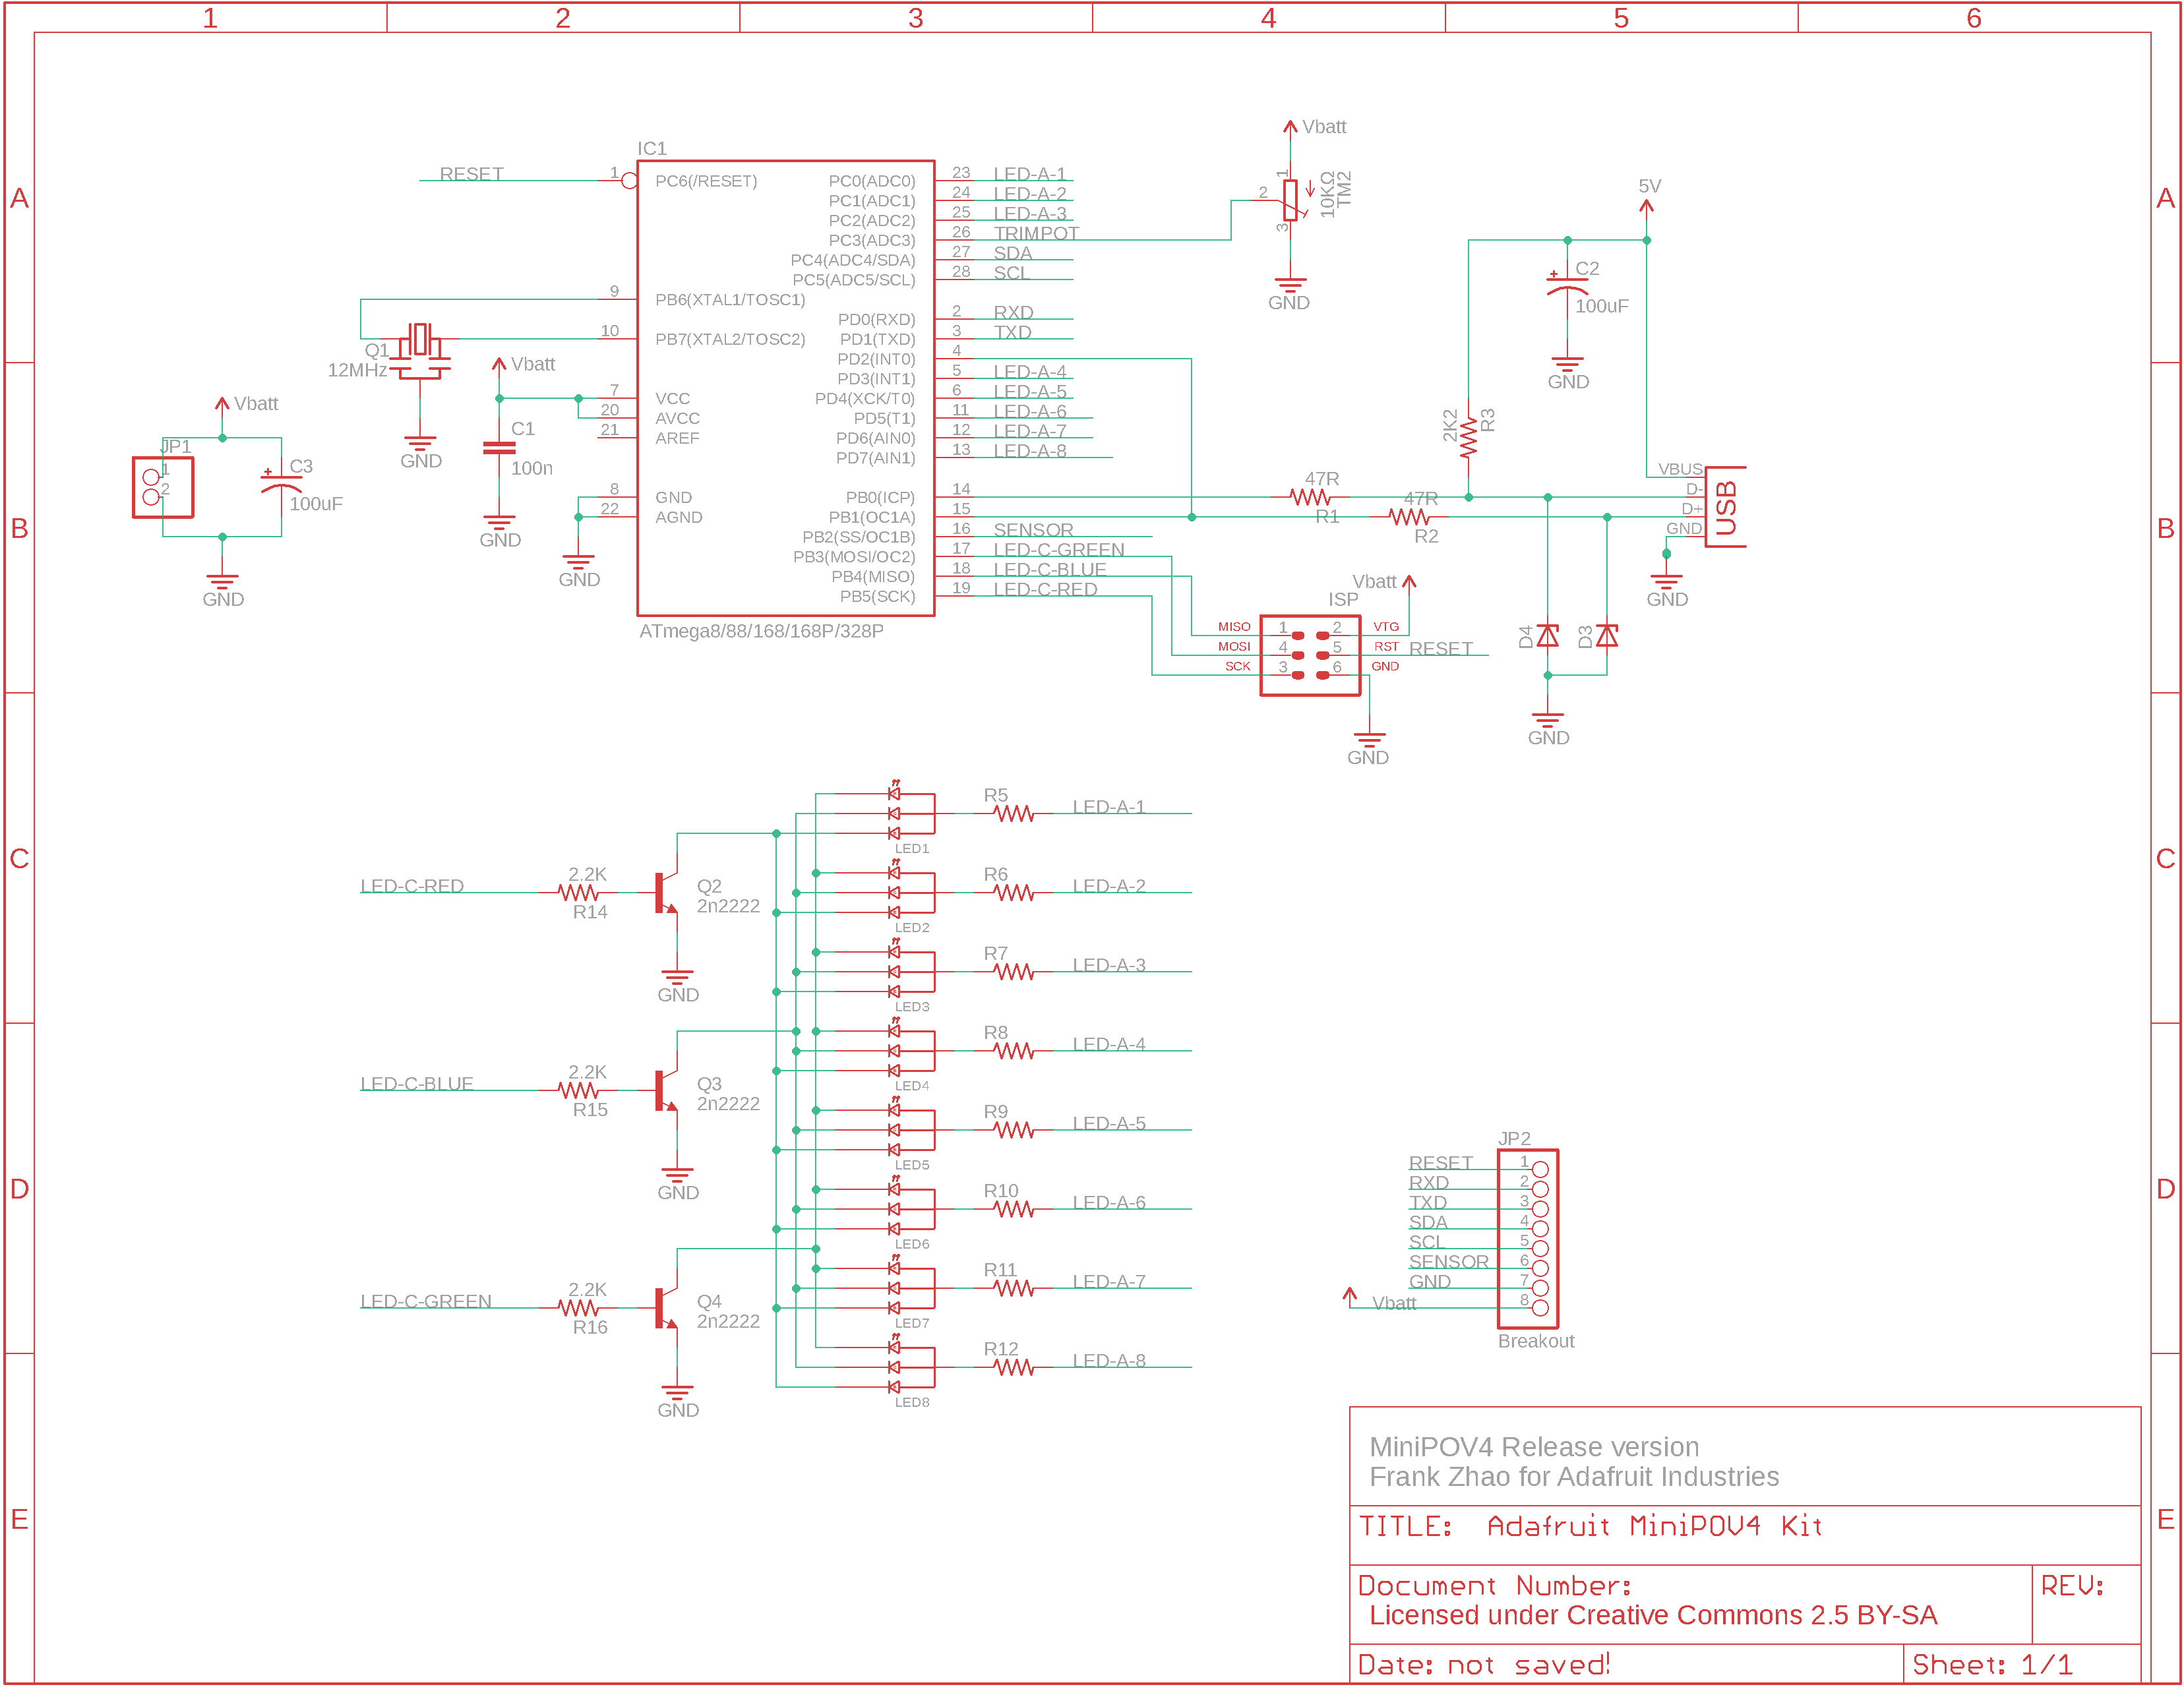 1 2 3 4 5 6
A A
B B
C C
D D
E E
IC1
RESET
1 PC6(/RESET)
9 PB6(XTAL1/TOSC1)
10 PB7(XTAL2/TOSC2)
7 VCC
20 AVCC
21 AREF
8 GND
22 AGND
PC0(ADC0) 23 LED-A-1
PC1(ADC1) 24 LED-A-2
PC2(ADC2) 25 LED-A-3
PC3(ADC3) 26 TRIMPOT
PC4(ADC4/SDA) 27 SDA
PC5(ADC5/SCL) 28 SCL
PD0(RXD) 2 RXD
PD1(TXD) 3 TXD
PD2(INT0) 4
PD3(INT1) 5 LED-A-4
PD4(XCK/T0) 6 LED-A-5
PD5(T1) 11 LED-A-6
PD6(AIN0) 12 LED-A-7
PD7(AIN1) 13 LED-A-8
PB0(ICP) 14
PB1(OC1A) 15
PB2(SS/OC1B) 16 SENSOR
PB3(MOSI/OC2) 17 LED-C-GREEN
PB4(MISO) 18 LED-C-BLUE
PB5(SCK) 19 LED-C-RED
ATmega8/88/168/168P/328P
Q1
12MHz
GND
Vbatt
C1
100n
GND
GND
Vbatt
JP1
1
2
C3
100uF
GND
Vbatt
1
2
3
10KΩ
TM2
GND
5V
C2
100uF
GND
2K2
R3
47R
R1
47R
R2
VBUS
D-
D+
GND
USB
GND
D4
D3
GND
Vbatt
ISP
MISO 1 2 VTG
MOSI 4 5 RST RESET
SCK 3 6 GND
GND
LED-C-RED
2.2K
R14
Q2
2n2222
GND
LED-C-BLUE
2.2K
R15
Q3
2n2222
GND
LED-C-GREEN
2.2K
R16
Q4
2n2222
GND
R5 LED-A-1
LED1
R6 LED-A-2
LED2
R7 LED-A-3
LED3
R8 LED-A-4
LED4
R9 LED-A-5
LED5
R10 LED-A-6
LED6
R11 LED-A-7
LED7
R12 LED-A-8
LED8
JP2
RESET 1
RXD 2
TXD 3
SDA 4
SCL 5
SENSOR 6
GND 7
Vbatt 8
Breakout
MiniPOV4 Release version
Frank Zhao for Adafruit Industries
TITLE: Adafruit MiniPOV4 Kit
Document Number: REV:
Licensed under Creative Commons 2.5 BY-SA
Date: not saved! Sheet: 1/1
1 2 3 4 5 6